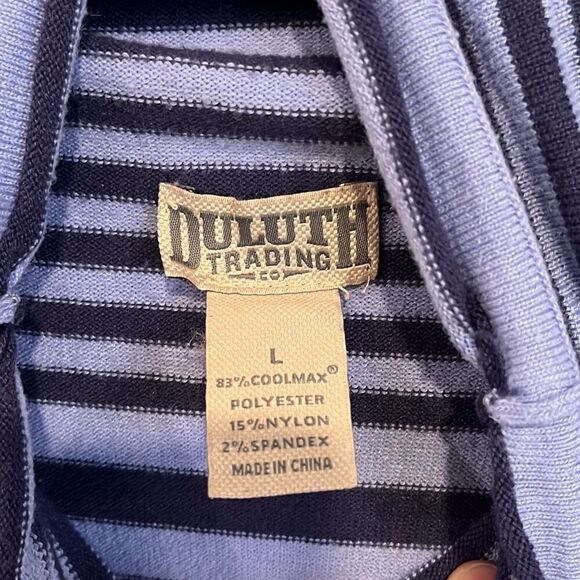 DULUTH
TRADING
CO
L
83%COOLMAX®
POLYESTER
15%NYLON
2%SPANDEX
MADE IN CHINA